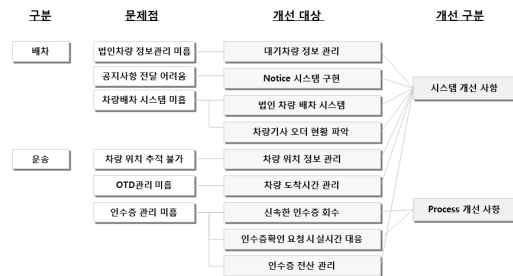 구분 문제점 개선 대상 개선 구분
배차 법인차량 정보관리 미흡 대기차량 정보 관리
공지사항 전달 어려움 Notice 시스템 구현
시스템 개선 사항
차량배차 시스템 미흡 법인 차량 배차 시스템
차량기사 오더 현황 파악
운송 차량 위치 추적 불가 차량 위치 정보 관리
OTD관리 미흡 차량 도착시간 관리
인수증 관리 미흡 신속한 인수증 회수 Process 개선 사항
인수증확인 요청시 실시간 대응
인수증 전산 관리